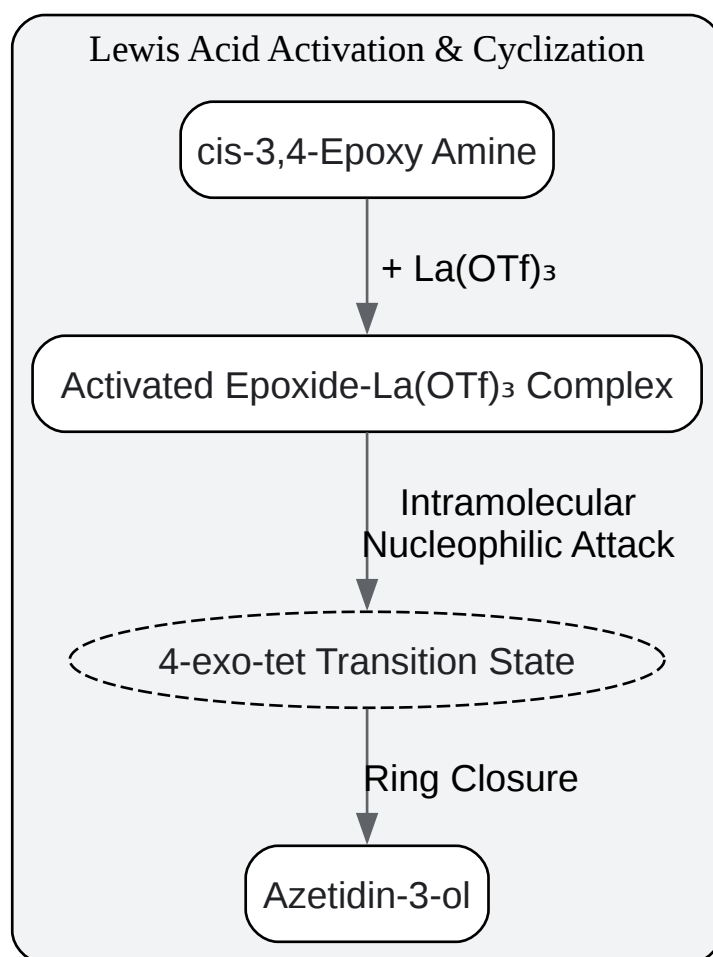 Lewis Acid Activation & Cyclization
cis-3,4-Epoxy Amine
+ La(OTf)₃
Activated Epoxide-La(OTf)₃ Complex
Intramolecular
Nucleophilic Attack
4-exo-tet Transition State
Ring Closure
Azetidin-3-ol